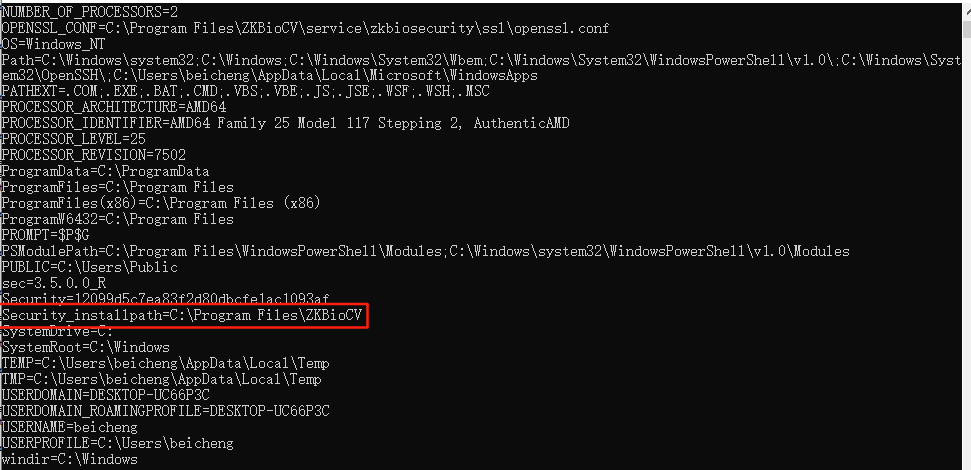 NUMBER_OF_PROCESSORS=2
OPENSSL_CONF=C:\Program Files\ZKBioCV\service\zkbiosecurity\ssl\openssl.conf
OS=Windows_NT
Path=C:\Windows\system32;C:\Windows;C:\Windows\System32\Wbem;C:\Windows\System32\WindowsPowerShell\v1.0\;C:\Windows\Syst
em32\OpenSSH\;C:\Users\beicheng\AppData\Local\Microsoft\WindowsApps
PATHEXT=.COM;.EXE;.BAT;.CMD;.VBS;.VBE;.JS;.JSE;.WSF;.WSH;.MSC
PROCESSOR_ARCHITECTURE=AMD64
PROCESSOR_IDENTIFIER=AMD64 Family 25 Model 117 Stepping 2, AuthenticAMD
PROCESSOR_LEVEL=25
PROCESSOR_REVISION=7502
ProgramData=C:\ProgramData
ProgramFiles=C:\Program Files
ProgramFiles(x86)=C:\Program Files (x86)
ProgramW6432=C:\Program Files
PROMPT=$P$G
PSModulePath=C:\Program Files\WindowsPowerShell\Modules;C:\Windows\system32\WindowsPowerShell\v1.0\Modules
PUBLIC=C:\Users\Public
sec=3.5.0.0_R
Security=12099d5c7ea83f2d80dbcfe1ac1093af
Security_installpath=C:\Program Files\ZKBioCV
SystemDrive=C:
SystemRoot=C:\Windows
TEMP=C:\Users\beicheng\AppData\Local\Temp
TMP=C:\Users\beicheng\AppData\Local\Temp
USERDOMAIN=DESKTOP-UC66P3C
USERDOMAIN_ROAMINGPROFILE=DESKTOP-UC66P3C
USERNAME=beicheng
USERPROFILE=C:\Users\beicheng
windir=C:\Windows